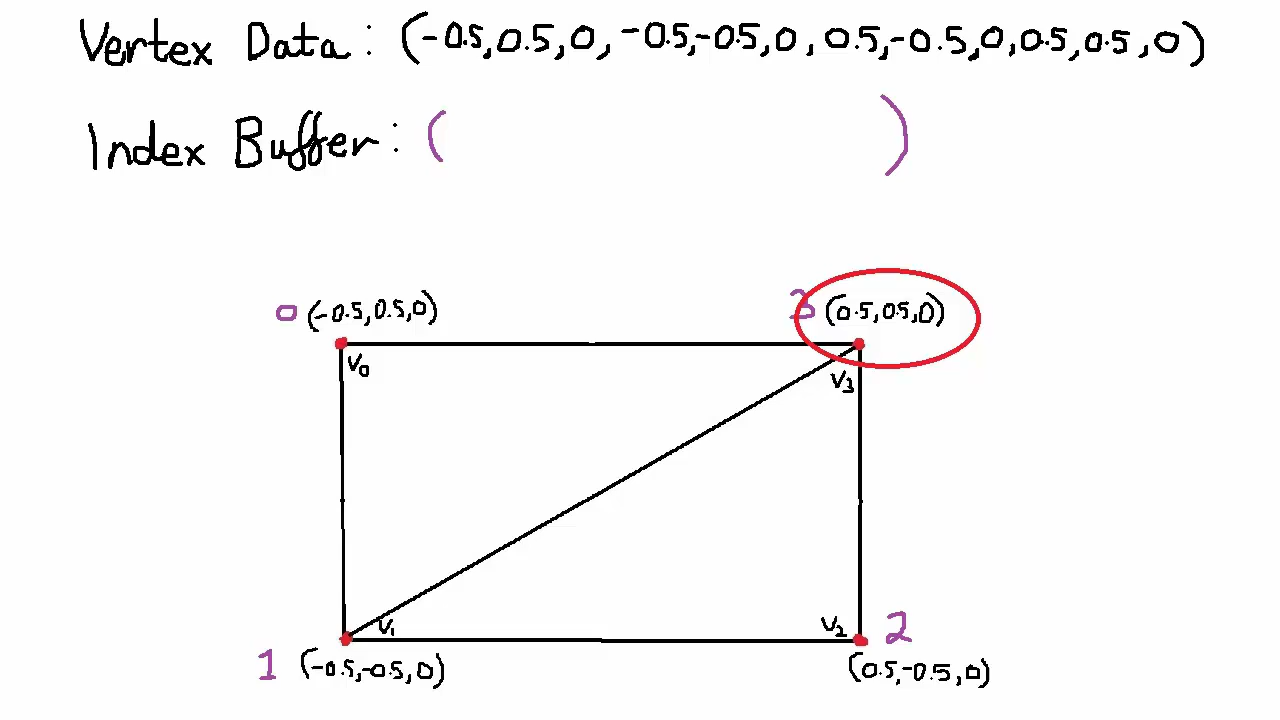 Vertex Data: (-0.5,0.5,0,-0.5,-0.5,0,0.5,-0.5,0,0.5,0.5,0)
Index Buffer: ( )
0 (-0.5,0.5,0)
3 (0.5,0.5,0)
V0
V3
V1
V2
2
1 (-0.5,-0.5,0)
(0.5,-0.5,0)